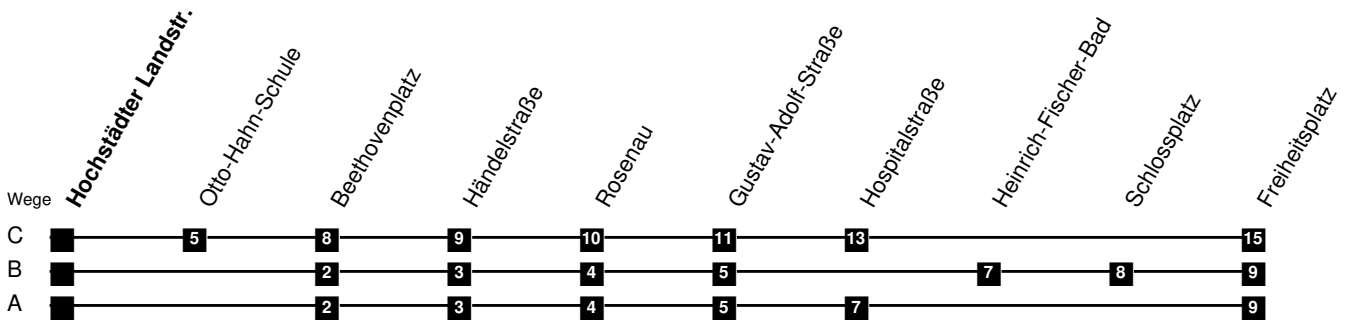 Hochstädter Landstr.
Otto-Hahn-Schule
Beethovenplatz
Händelstraße
Rosenau
Gustav-Adolf-Straße
Hospitalstraße
Heinrich-Fischer-Bad
Schlossplatz
Freiheitsplatz
Wege
C 5 8 9 10 11 13 15
B 2 3 4 5 7 8 9
A 2 3 4 5 7 9